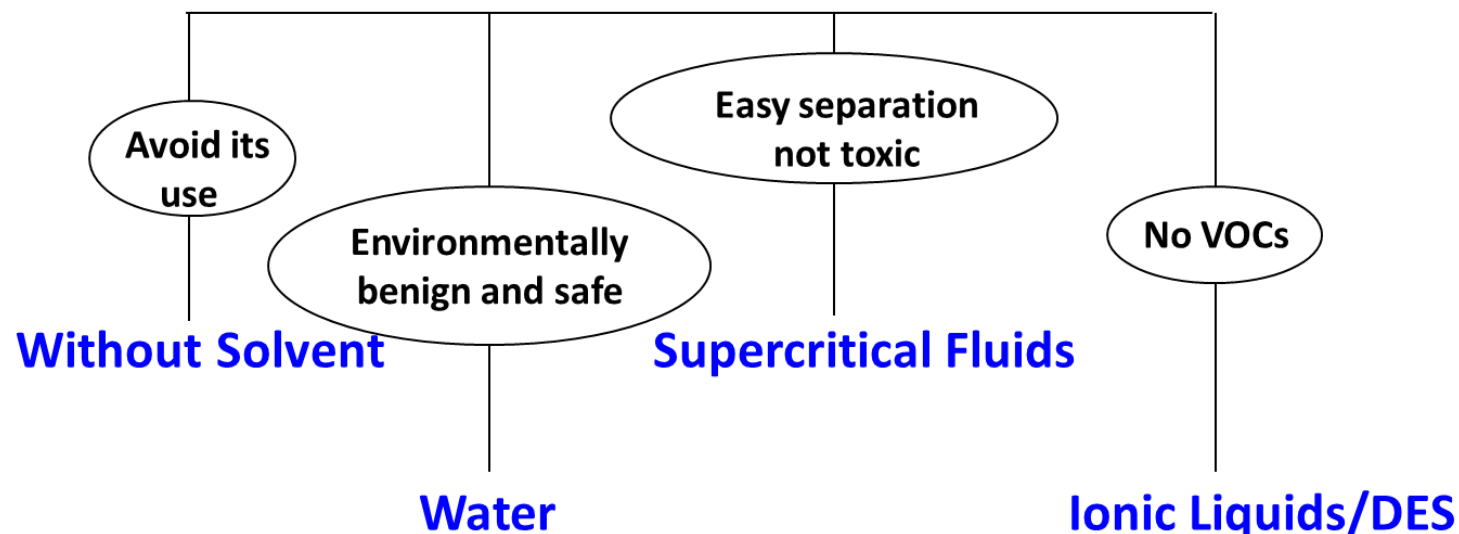 Avoid its
use
Without Solvent
Environmentally
benign and safe
Water
Easy separation
not toxic
Supercritical Fluids
No VOCs
Ionic Liquids/DES